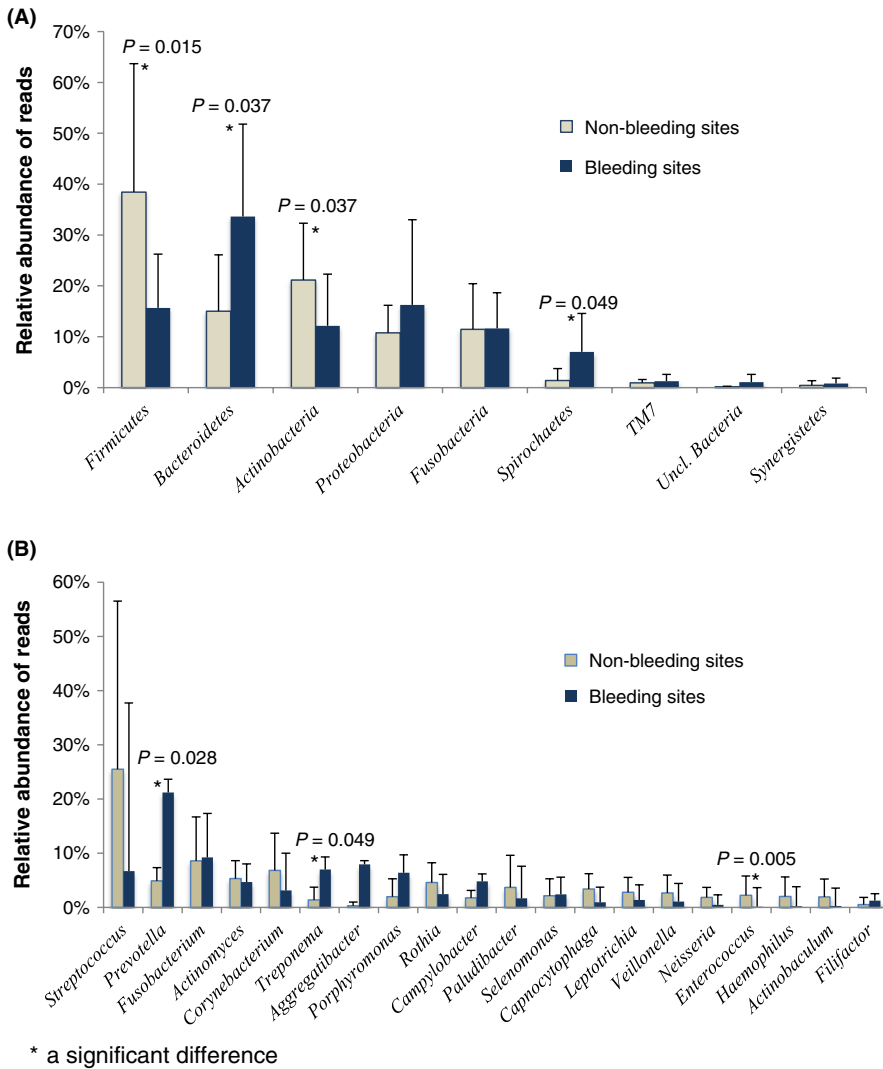 (A)
70%
60%
50%
40%
30%
20%
10%
0%
Relative abundance of reads
P = 0.015
*
P = 0.037
*
P = 0.037
*
P = 0.049
*
Non-bleeding sites
Bleeding sites
Firmicutes
Bacteroidetes
Actinobacteria
Proteobacteria
Fusobacteria
Spirochaetes
TM7
Uncl. Bacteria
Synergistetes
(B)
60%
50%
40%
30%
20%
10%
0%
Relative abundance of reads
Non-bleeding sites
Bleeding sites
P = 0.028
*
P = 0.049
*
P = 0.005
*
Streptococcus
Prevotella
Fusobacterium
Actinomyces
Corynebacterium
Treponema
Aggregatibacter
Porphyromonas
Rothia
Campylobacter
Paludibacter
Selenomonas
Capnocytophaga
Leptotrichia
Veillonella
Neisseria
Enterococcus
Haemophilus
Actinobaculum
Filifactor
* a significant difference